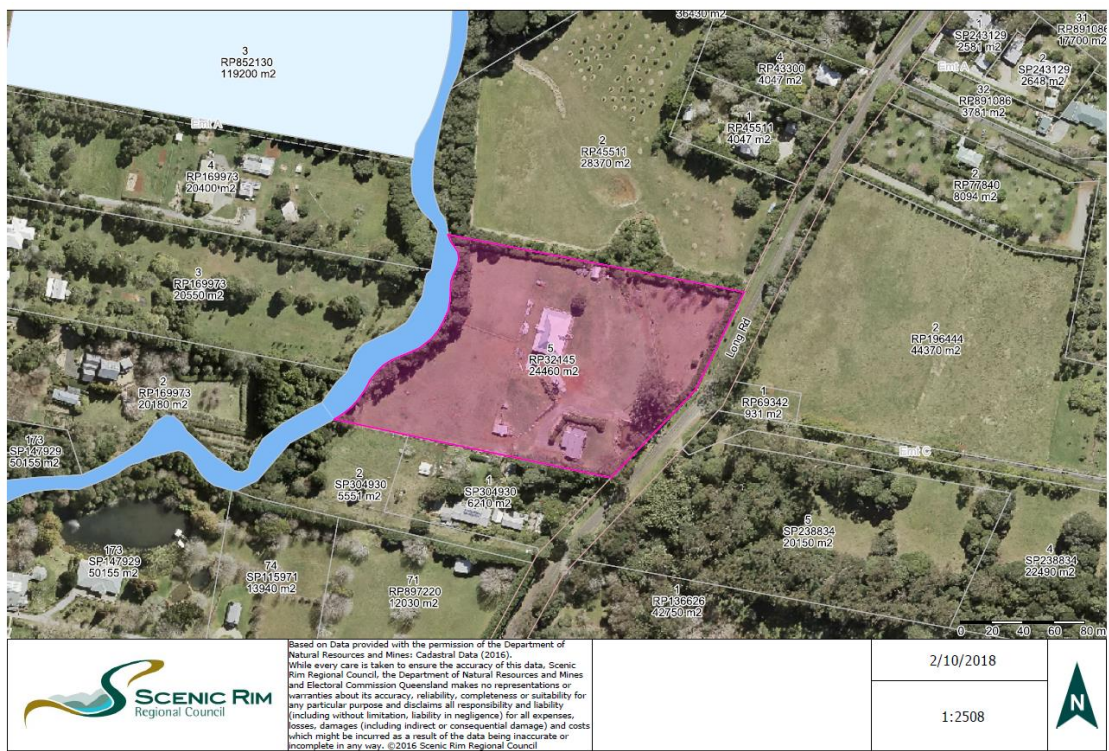 36430 m2
3
RP852130
119200 m2
Emt A
4
RP169973
20400 m2
3
RP169973
20550 m2
2
RP169973
20180 m2
173
SP147929
50155 m2
173
SP147929
50155 m2
2
RP45511
28370 m2
4
RP43300
4047 m2
1
RP45511
4047 m2
1
SP243129
2581 m2
Emt A
31
RP891086
17700 m2
2
SP243129
2648 m2
32
RP891086
3781 m2
2
RP77840
8094 m2
2
RP196444
44370 m2
5
RP32145
24460 m2
Long Rd
1
RP69342
931 m2
Emt C
2
SP304930
5551 m2
1
SP304930
6210 m2
74
SP115971
13940 m2
71
RP897220
12030 m2
5
SP238834
20150 m2
4
SP238834
22490 m2
1
RP136626
42750 m2
0 20 40 60 80 m
SCENIC RIM
Regional Council
Based on Data provided with the permission of the Department of
Natural Resources and Mines: Cadastral Data (2016).
While every care is taken to ensure the accuracy of this data, Scenic
Rim Regional Council, the Department of Natural Resources and Mines
and Electoral Commission Queensland makes no representations or
warranties about its accuracy, reliability, completeness or suitability for
any particular purpose and disclaims all responsibility and liability
(including without limitation, liability in negligence) for all expenses,
losses, damages (including indirect or consequential damage) and costs
which might be incurred as a result of the data being inaccurate or
incomplete in any way. ©2016 Scenic Rim Regional Council
2/10/2018
1:2508
N